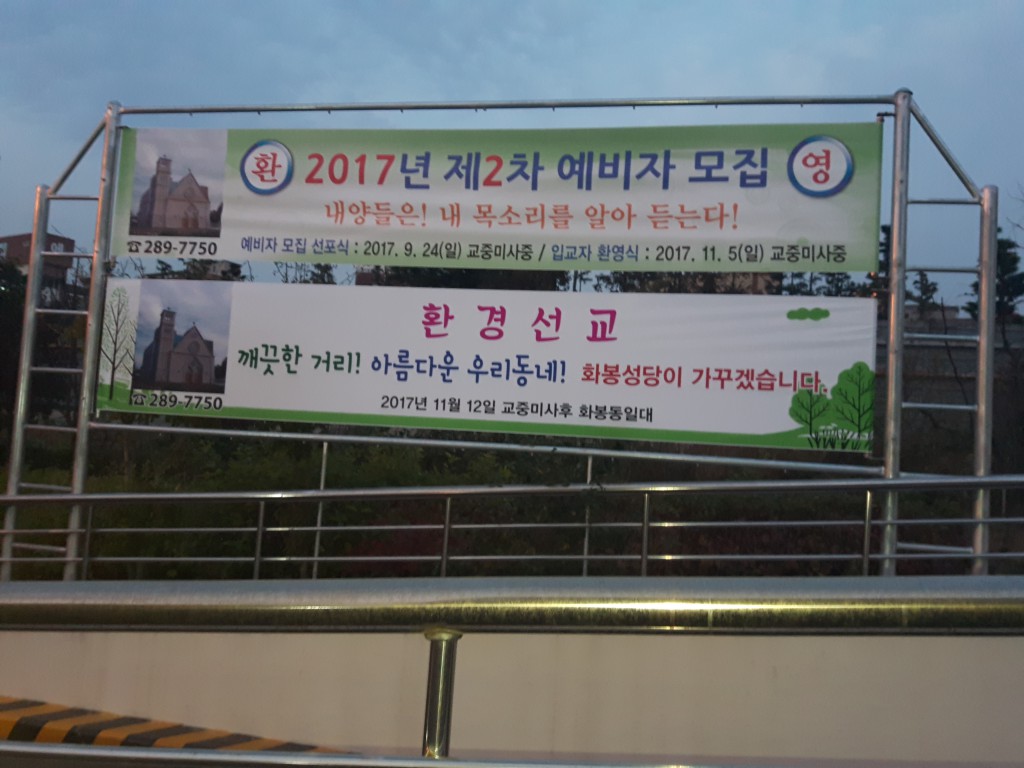 환 2017년 제2차 예비자 모집 영
내양들은! 내 목소리를 알아 듣는다!
☎289-7750
예비자 모집 선포식 : 2017. 9. 24(일) 교중미사중 / 입교자 환영식 : 2017. 11. 5(일) 교중미사중
환경선교
깨끗한 거리! 아름다운 우리동네! 화봉성당이 가꾸겠습니다.
☎289-7750
2017년 11월 12일 교중미사후 화봉동일대